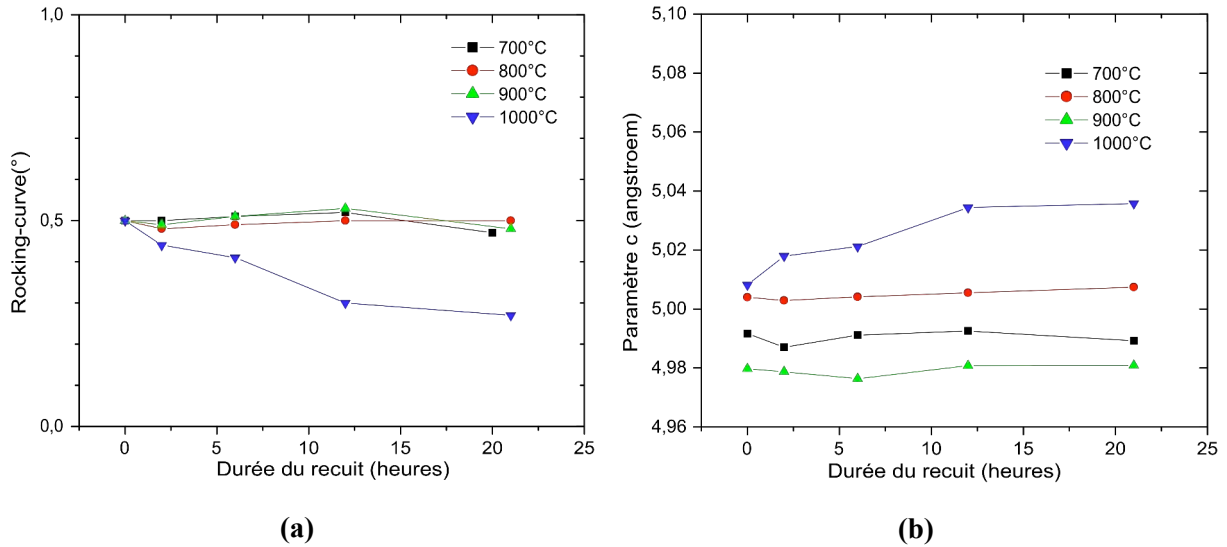 1,0
0,5
0,0
Rocking-curve(°)
700°C
800°C
900°C
1000°C
0 5 10 15 20 25
Durée du recuit (heures)
(a)
5,10
5,08
5,06
5,04
5,02
5,00
4,98
4,96
Paramètre c (angstroem)
700°C
800°C
900°C
1000°C
0 5 10 15 20 25
Durée du recuit (heures)
(b)